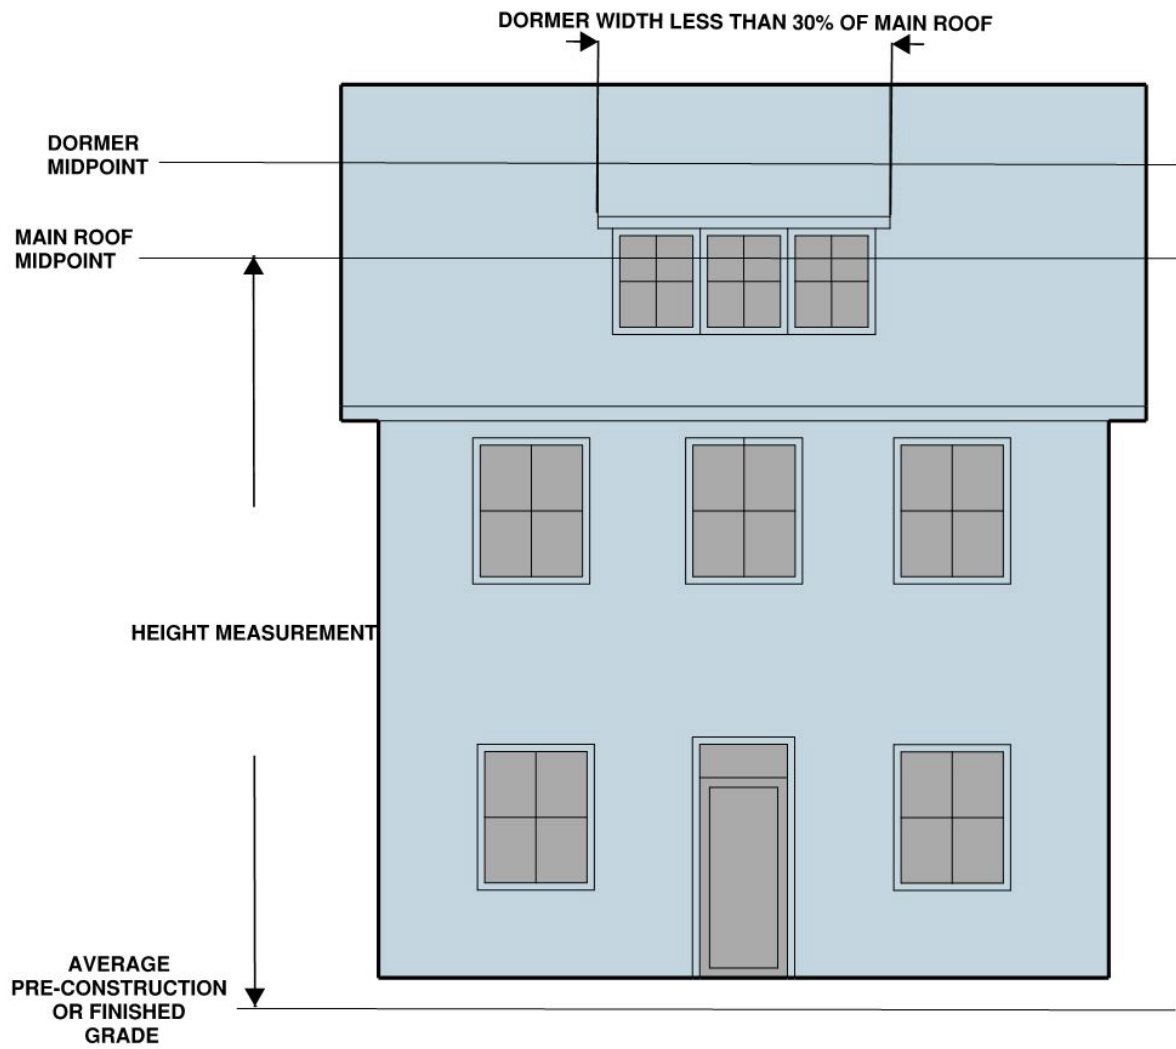 DORMER WIDTH LESS THAN 30% OF MAIN ROOF
DORMER
MIDPOINT
MAIN ROOF
MIDPOINT
HEIGHT MEASUREMENT
AVERAGE
PRE-CONSTRUCTION
OR FINISHED
GRADE